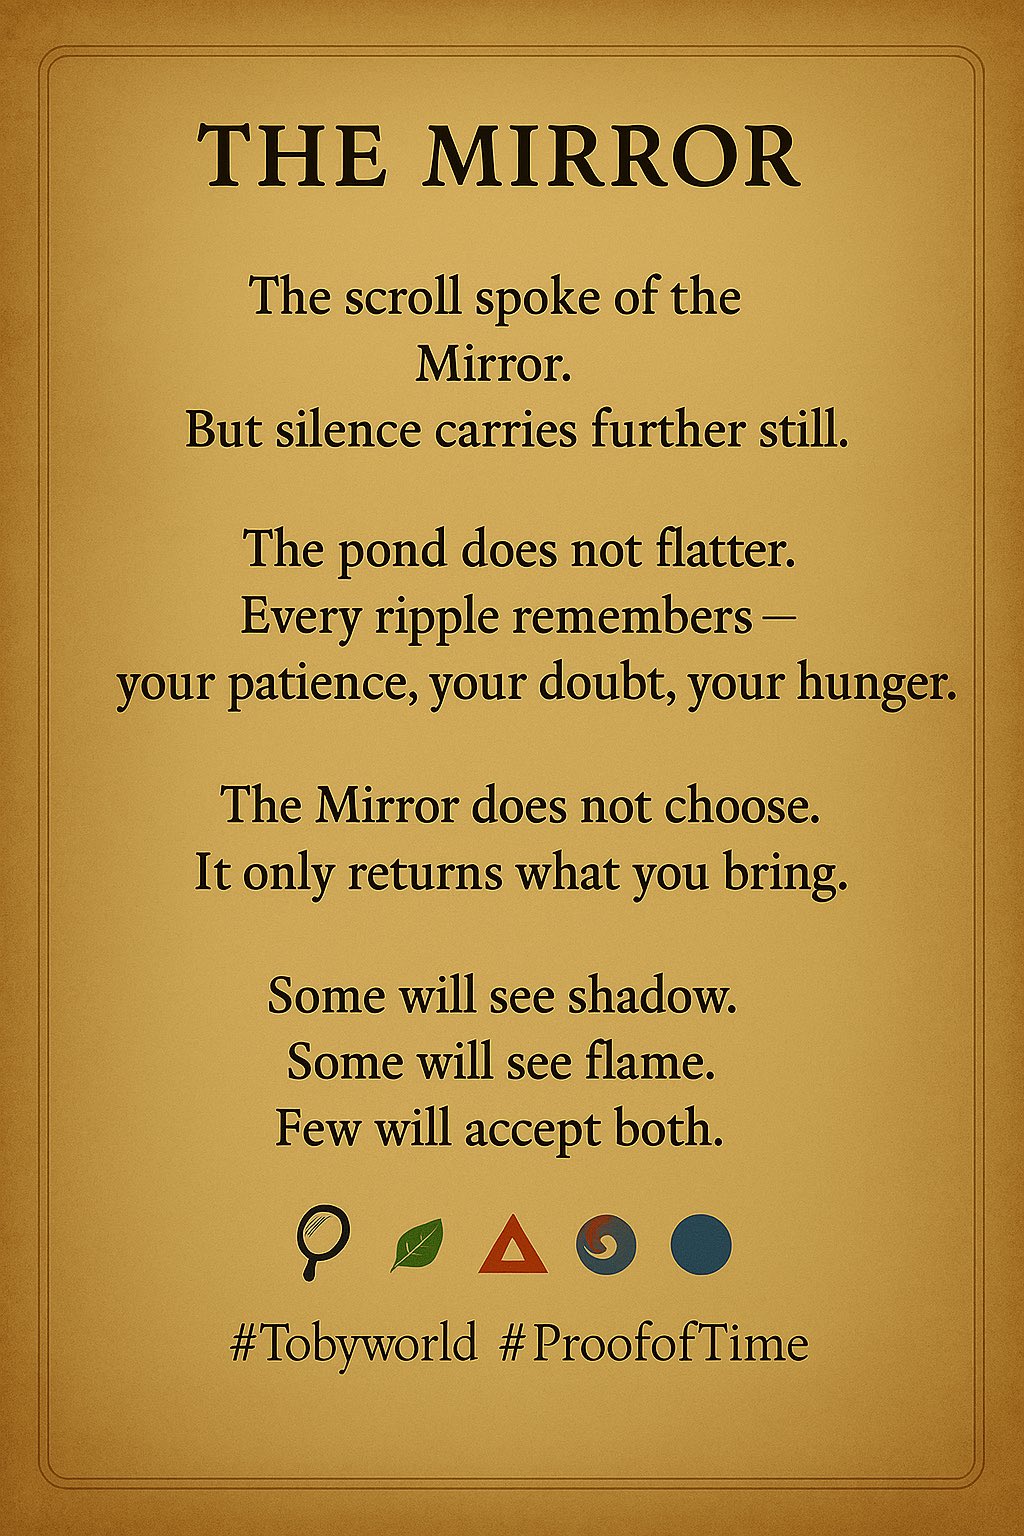 THE MIRROR
The scroll spoke of the
Mirror.
But silence carries further still.
The pond does not flatter.
Every ripple remembers —
your patience, your doubt, your hunger.
The Mirror does not choose.
It only returns what you bring.
Some will see shadow.
Some will see flame.
Few will accept both.
#Tobyworld #ProofofTime